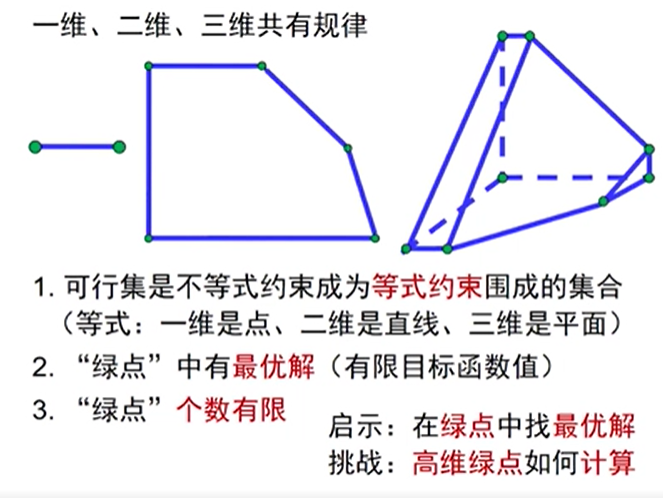 一维、二维、三维共有规律
1. 可行集是不等式约束成为等式约束围成的集合
（等式：一维是点、二维是直线、三维是平面）
2. “绿点”中有最优解（有限目标函数值）
3. “绿点”个数有限
启示：在绿点中找最优解
挑战：高维绿点如何计算